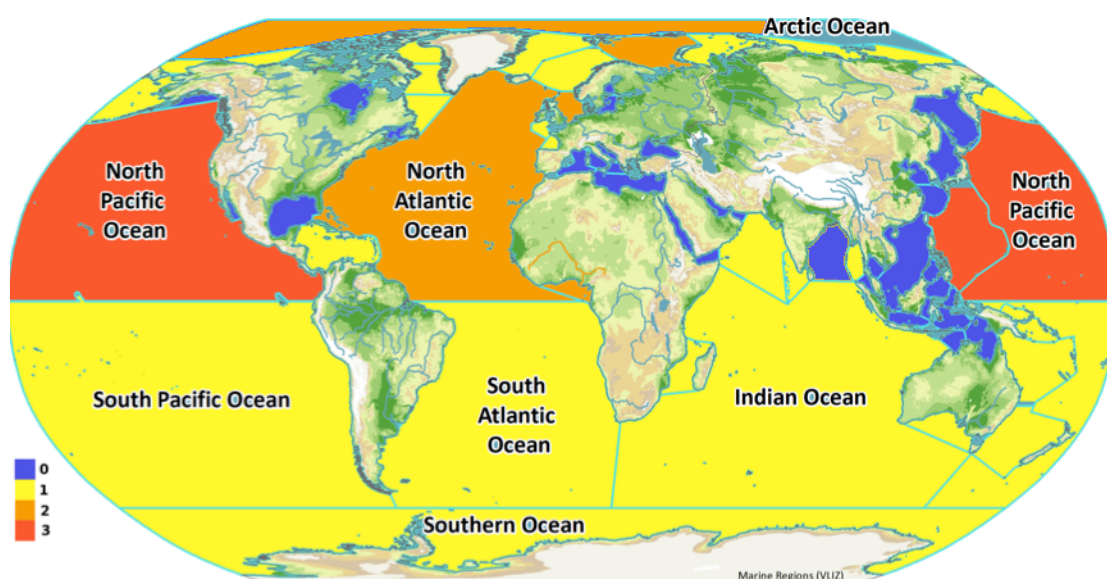 Arctic Ocean
North
Pacific
Ocean
North
Atlantic
Ocean
North
Pacific
Ocean
South Pacific Ocean
South
Atlantic
Ocean
Indian Ocean
0
1
2
3
Southern Ocean
Marine Regions (VLIZ)